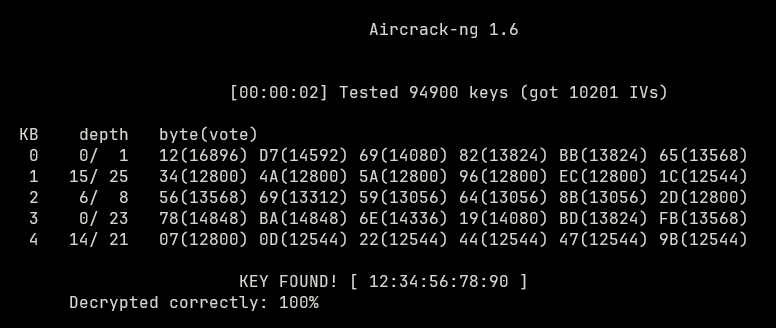 Aircrack-ng 1.6
[00:00:02] Tested 94900 keys (got 10201 IVs)
KB    depth   byte(vote)
0    0/  1   12(16896) D7(14592) 69(14080) 82(13824) BB(13824) 65(13568)
1   15/ 25   34(12800) 4A(12800) 5A(12800) 96(12800) EC(12800) 1C(12544)
2    6/  8   56(13568) 69(13312) 59(13056) 64(13056) 8B(13056) 2D(12800)
3    0/ 23   78(14848) BA(14848) 6E(14336) 19(14080) BD(13824) FB(13568)
4   14/ 21   07(12800) 0D(12544) 22(12544) 44(12544) 47(12544) 9B(12544)
KEY FOUND! [ 12:34:56:78:90 ]
Decrypted correctly: 100%